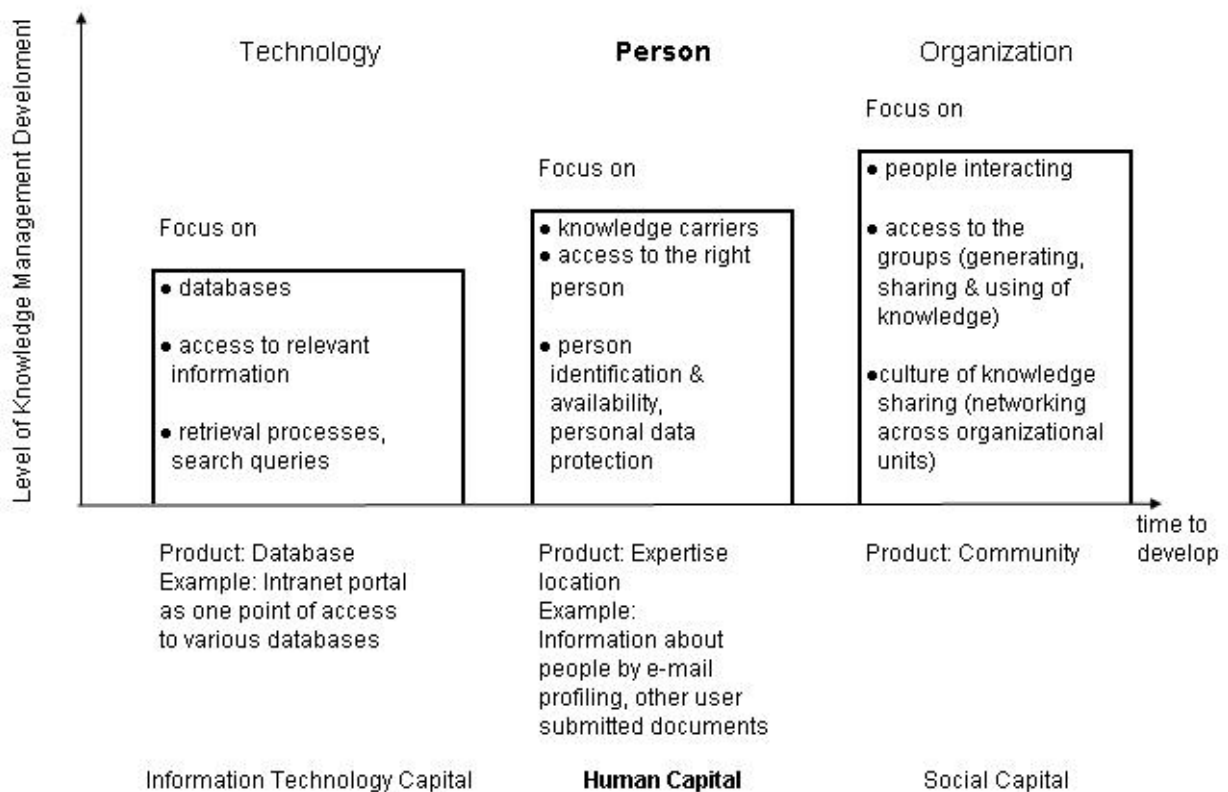 Level of Knowledge Management Develoment
Technology
Focus on
● databases
● access to relevant
information
● retrieval processes,
search queries
Product: Database
Example: Intranet portal
as one point of access
to various databases
Information Technology Capital
Person
Focus on
● knowledge carriers
● access to the right
person
● person
identification &
availability,
personal data
protection
Product: Expertise
location
Example:
Information about
people by e-mail
profiling, other user
submitted documents
Human Capital
Organization
Focus on
● people interacting
● access to the
groups (generating,
sharing & using of
knowledge)
●culture of knowledge
sharing (networking
across organizational
units)
Product: Community
Social Capital
time to
develop